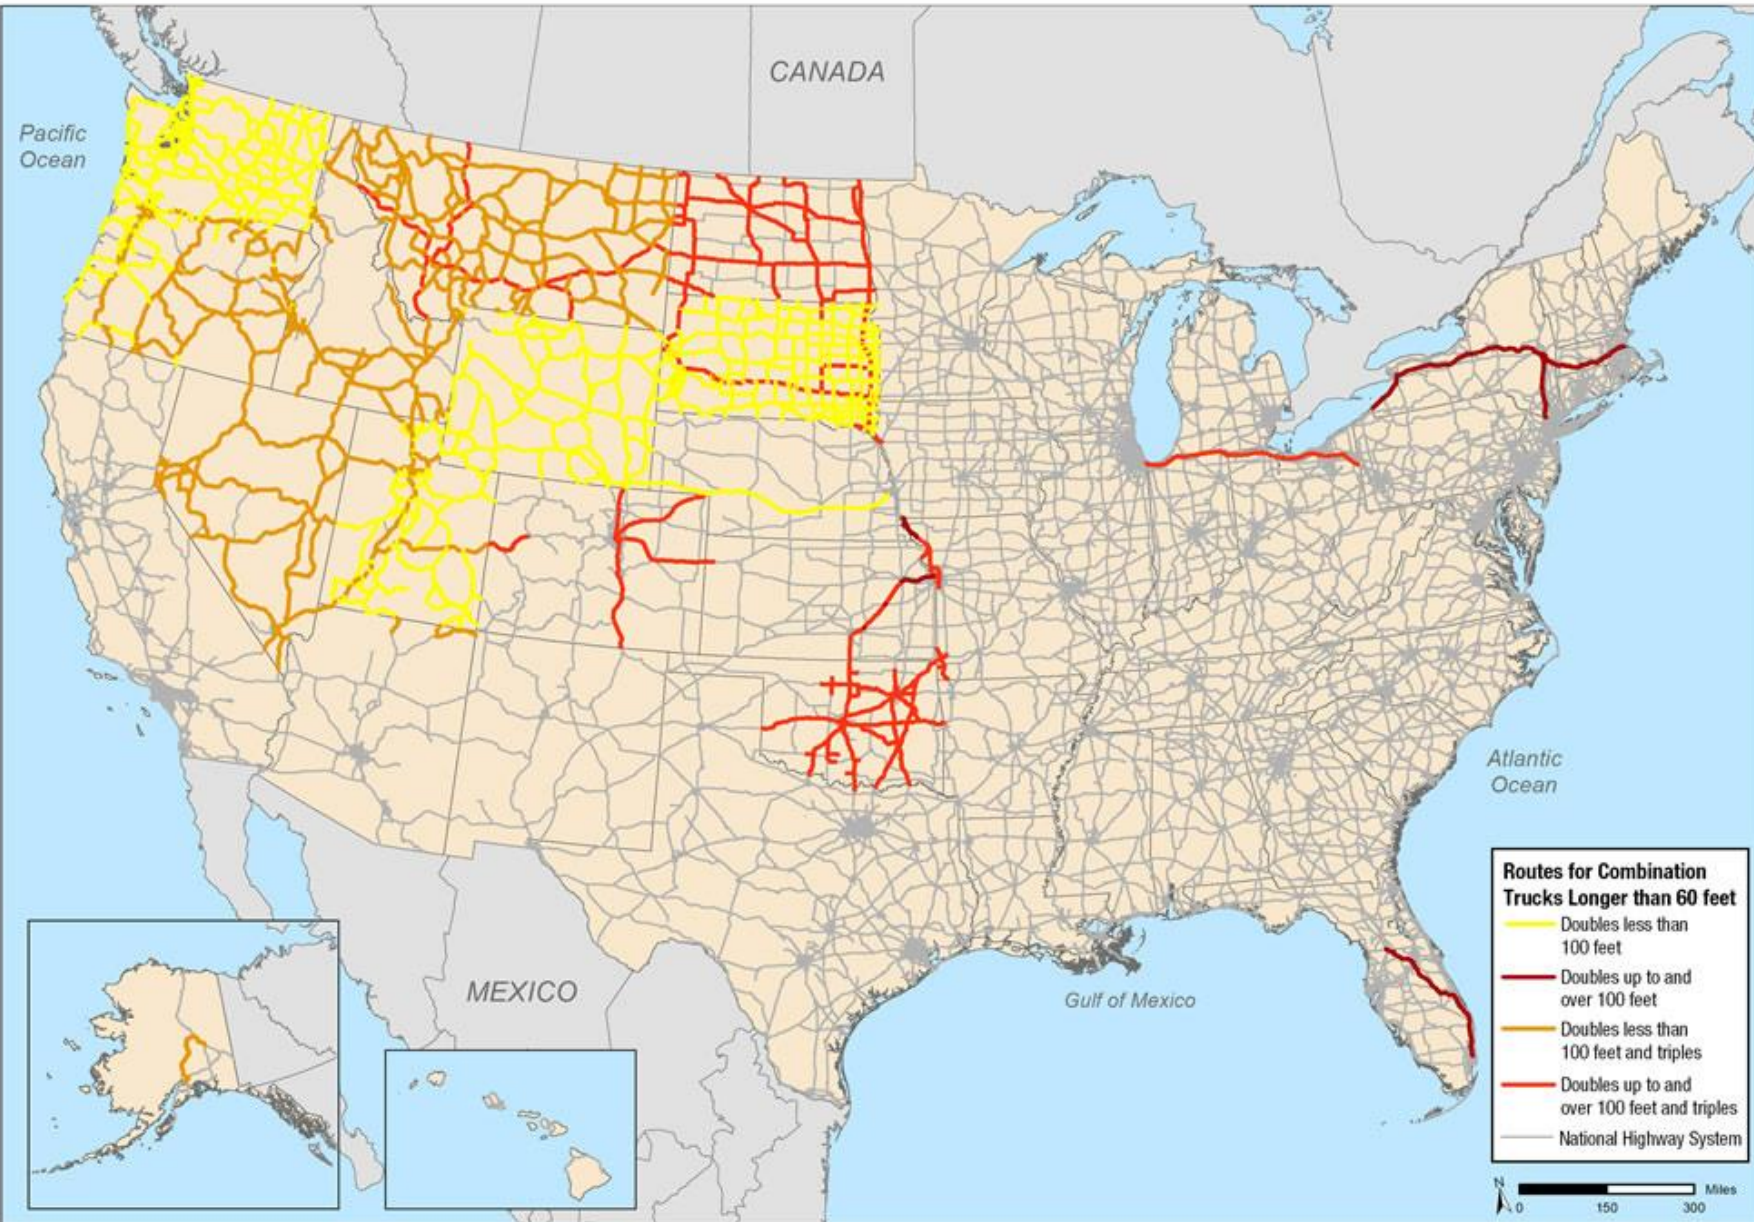 CANADA
Pacific
Ocean
Atlantic
Ocean
MEXICO
Gulf of Mexico
Routes for Combination
Trucks Longer than 60 feet
Doubles less than
100 feet
Doubles up to and
over 100 feet
Doubles less than
100 feet and triples
Doubles up to and
over 100 feet and triples
National Highway System
N
Miles
0 150 300